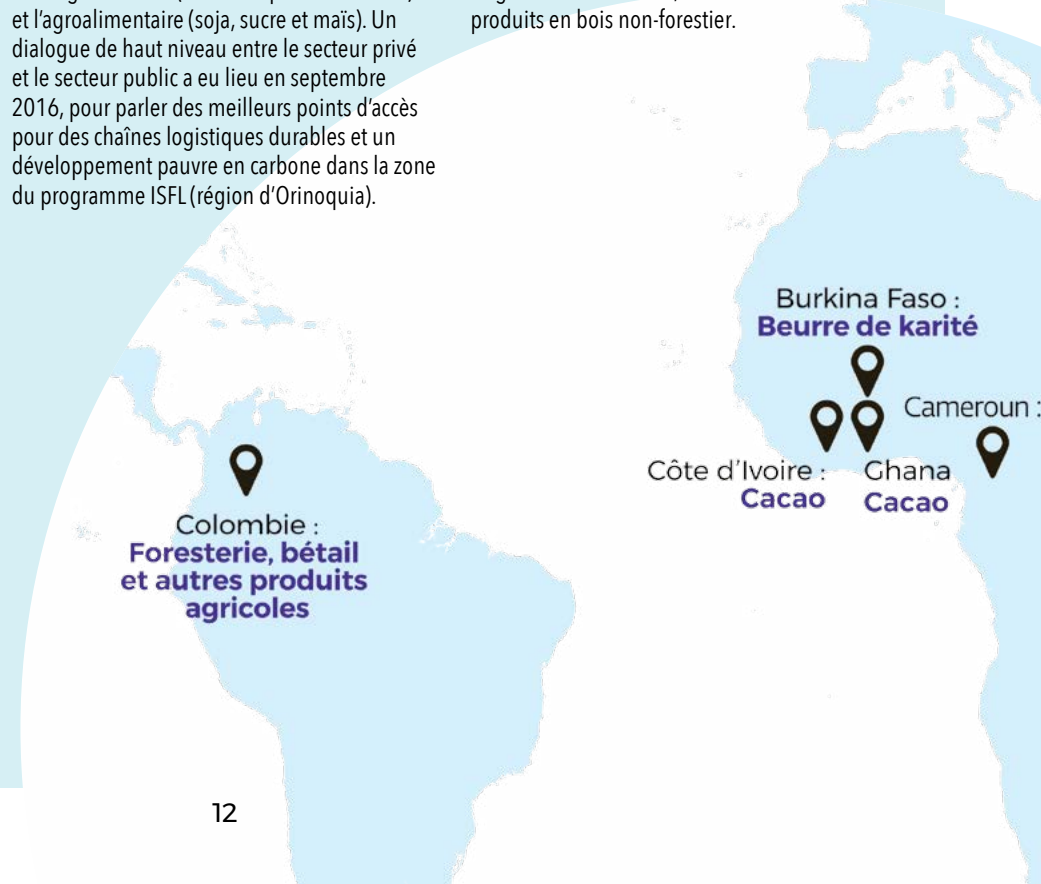 et l'agroalimentaire (soja, sucre et maïs). Un
dialogue de haut niveau entre le secteur privé
et le secteur public a eu lieu en septembre
2016, pour parler des meilleurs points d'accès
pour des chaînes logistiques durables et un
développement pauvre en carbone dans la zone
du programme ISFL (région d'Orinoquia).
produits en bois non-forestier.
Burkina Faso :
Beurre de karité
Cameroun :
Côte d'Ivoire :
Cacao
Ghana
Cacao
Colombie :
Foresterie, bétail
et autres produits
agricoles
12